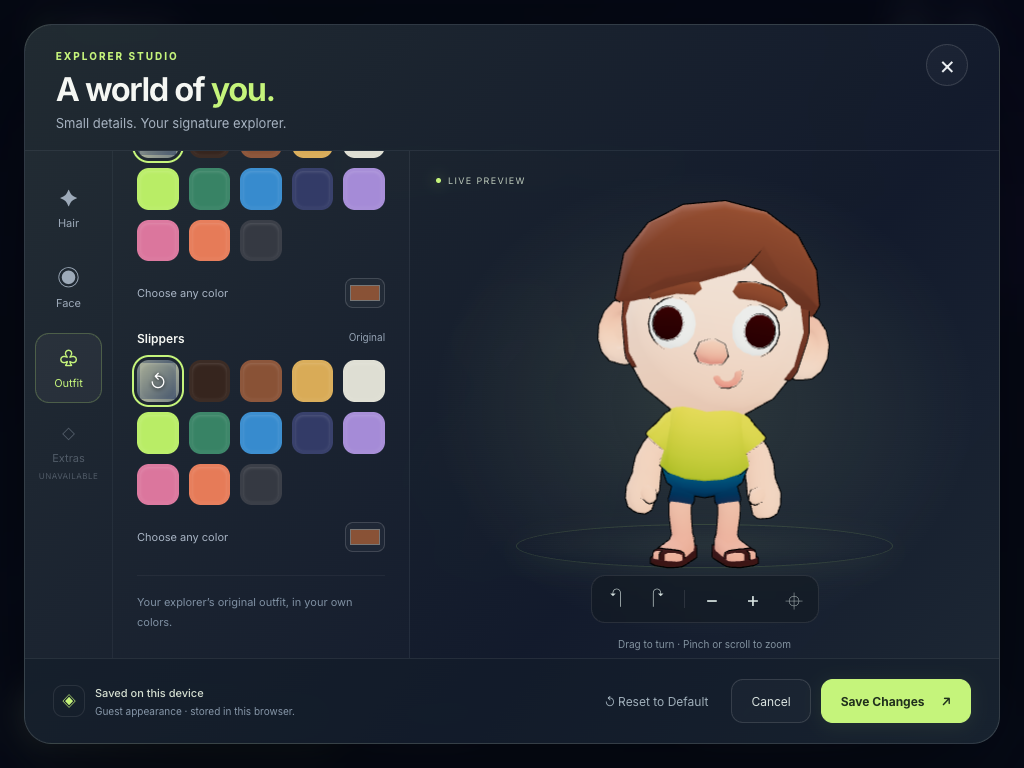 EXPLORER STUDIO
A world of you.
Small details. Your signature explorer.
Hair
Face
Outfit
Extras
UNAVAILABLE
Choose any color
Slippers
Original
Choose any color
Your explorer’s original outfit, in your own
colors.
LIVE PREVIEW
Drag to turn · Pinch or scroll to zoom
Saved on this device
Guest appearance · stored in this browser.
Reset to Default
Cancel
Save Changes